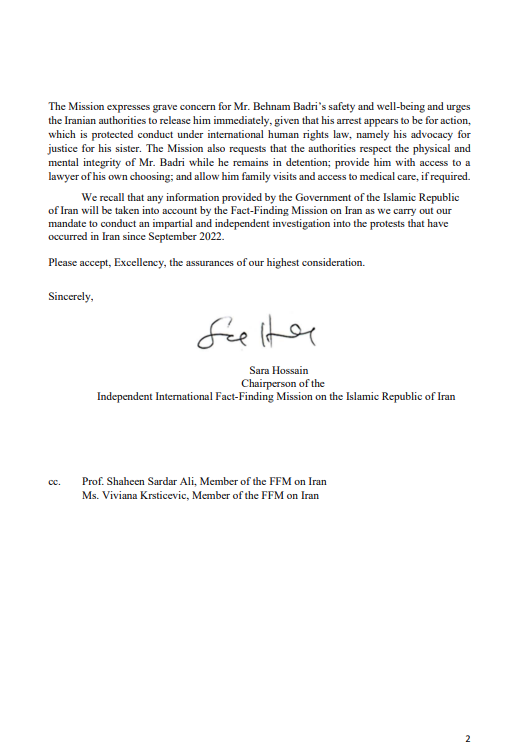 The Mission expresses grave concern for Mr. Behnam Badri's safety and well-being and urges
the Iranian authorities to release him immediately, given that his arrest appears to be for action,
which is protected conduct under international human rights law, namely his advocacy for
justice for his sister. The Mission also requests that the authorities respect the physical and
mental integrity of Mr. Badri while he remains in detention; provide him with access to a
lawyer of his own choosing; and allow him family visits and access to medical care, if required.
We recall that any information provided by the Government of the Islamic Republic
of Iran will be taken into account by the Fact-Finding Mission on Iran as we carry out our
mandate to conduct an impartial and independent investigation into the protests that have
occurred in Iran since September 2022.
Please accept, Excellency, the assurances of our highest consideration.
Sincerely,
Sara Hossain
Chairperson of the
Independent International Fact-Finding Mission on the Islamic Republic of Iran
cc. Prof. Shaheen Sardar Ali, Member of the FFM on Iran
Ms. Viviana Krsticevic, Member of the FFM on Iran
2